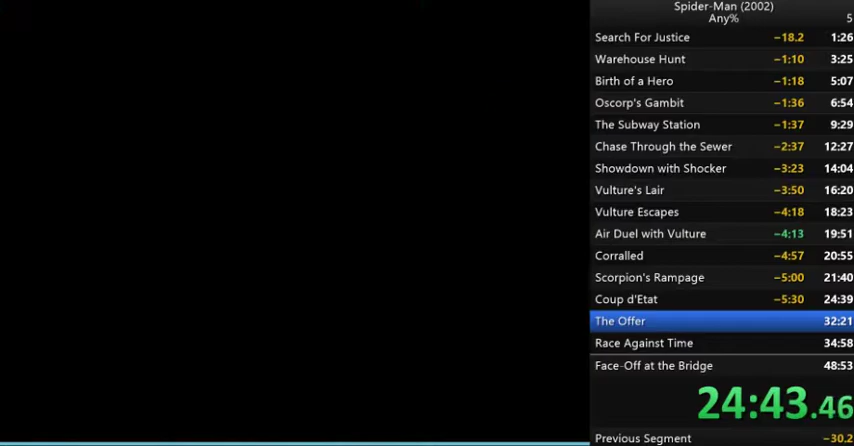 Spider-Man (2002)
Any% 5
Search For Justice −18.2 1:26
Warehouse Hunt −1:10 3:25
Birth of a Hero −1:18 5:07
Oscorp's Gambit −1:36 6:54
The Subway Station −1:37 9:29
Chase Through the Sewer −2:37 12:27
Showdown with Shocker −3:23 14:04
Vulture's Lair −3:50 16:20
Vulture Escapes −4:18 18:23
Air Duel with Vulture −4:13 19:51
Corralled −4:57 20:55
Scorpion's Rampage −5:00 21:40
Coup d'Etat −5:30 24:39
The Offer 32:21
Race Against Time 34:58
Face-Off at the Bridge 48:53
24:43.46
Previous Segment −30.2